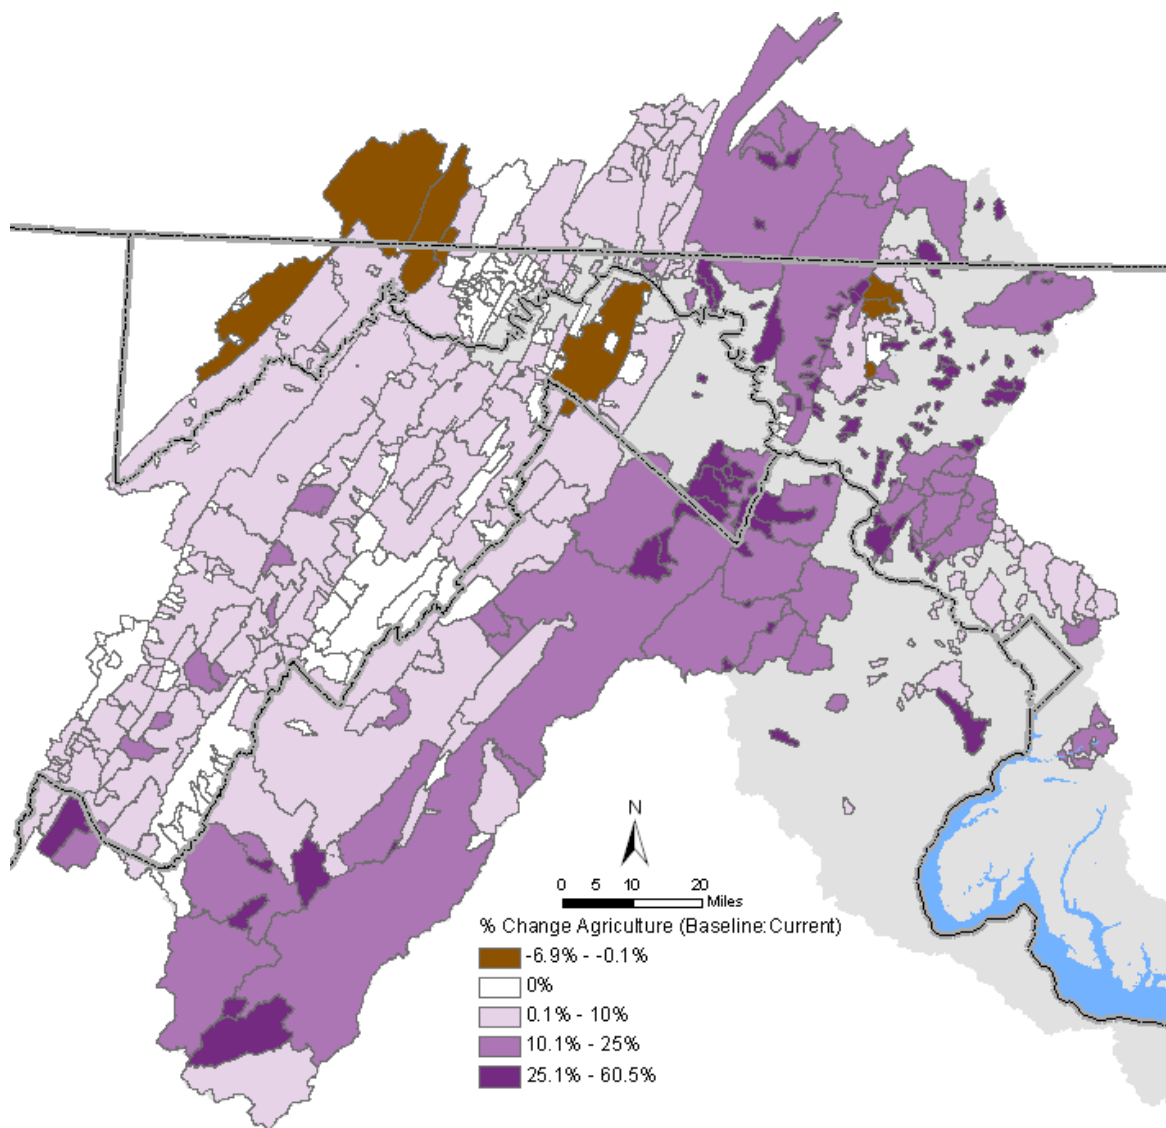 N
0 5 10 20
Miles
% Change Agriculture (Baseline:Current)
-6.9% - -0.1%
0%
0.1% - 10%
10.1% - 25%
25.1% - 60.5%